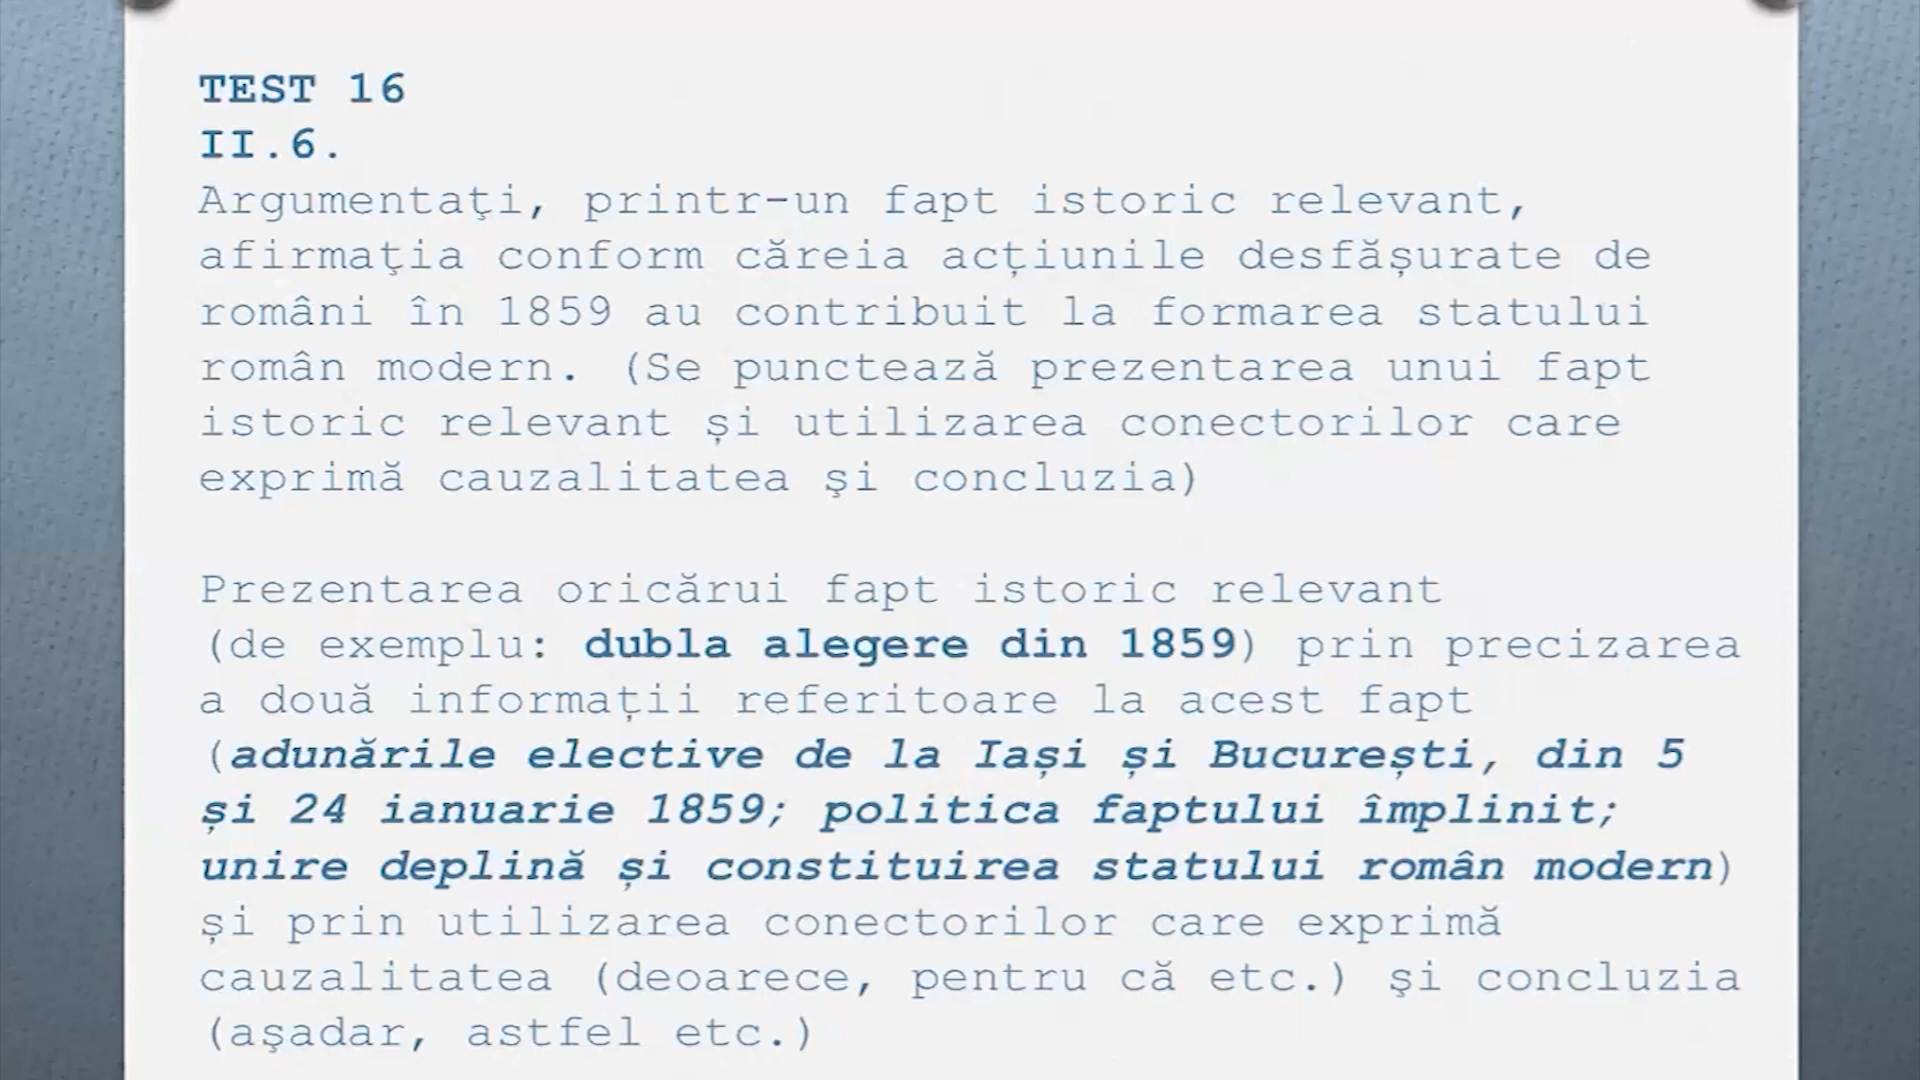 TEST 16
II.6.
Argumentaţi, printr-un fapt istoric relevant,
afirmaţia conform căreia acțiunile desfășurate de
români în 1859 au contribuit la formarea statului
român modern. (Se punctează prezentarea unui fapt
istoric relevant și utilizarea conectorilor care
exprimă cauzalitatea şi concluzia)
Prezentarea oricărui fapt istoric relevant
(de exemplu: dubla alegere din 1859) prin precizarea
a două informații referitoare la acest fapt
(adunările elective de la Iași și București, din 5
și 24 ianuarie 1859; politica faptului împlinit;
unire deplină și constituirea statului român modern)
și prin utilizarea conectorilor care exprimă
cauzalitatea (deoarece, pentru că etc.) şi concluzia
(aşadar, astfel etc.)